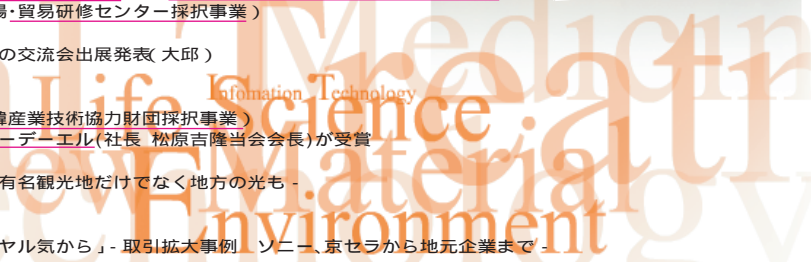 場・貿易研修センター採択事業 )
の交流会出展発表( 大邱 )
Medicin
Life Science
Infomation Technology
韓産業技術協力財団採択事業 )
ーデーエル(社長 松原吉隆当会会長)が受賞
Material
有名観光地だけでなく地方の光も -
Environment
ヤル気から 」- 取引拡大事例 ソニー、京セラから地元企業まで -